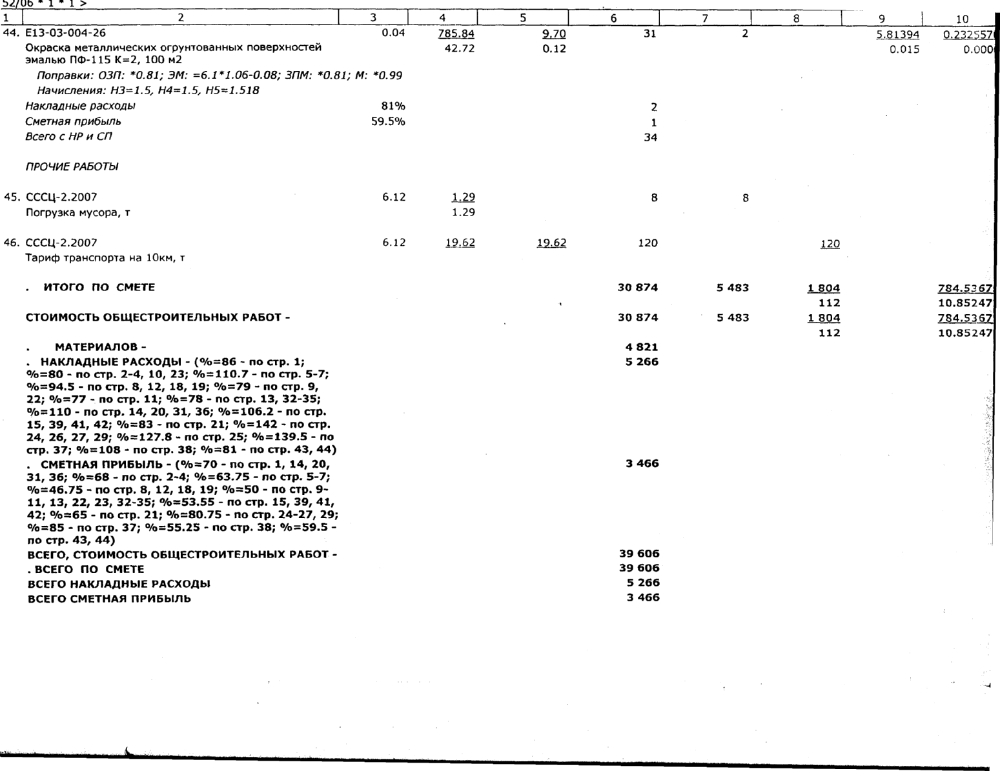 52/06 * 1 * 1 >
1 2 3 4 5 6 7 8 9 10
44. Е13-03-004-26 0.04 785.84 9.70 31 2 5.81394 0.2325576
Окраска металлических огрунтованных поверхностей 42.72 0.12 0.015 0.000
эмалью ПФ-115 К=2, 100 м2
Поправки: ОЗП: *0.81; ЭМ: =6.1*1.06-0.08; ЗПМ: *0.81; М: *0.99
Начисления: Н3=1.5, Н4=1.5, Н5=1.518
Накладные расходы 81% 2
Сметная прибыль 59.5% 1
Всего с НР и СП 34
ПРОЧИЕ РАБОТЫ
45. СССЦ-2.2007 6.12 1.29 8 8
Погрузка мусора, т 1.29
46. СССЦ-2.2007 6.12 19.62 19.62 120 120
Тариф транспорта на 10км, т
. ИТОГО ПО СМЕТЕ 30 874 5 483 1 804 784.5367
112 10.85247
СТОИМОСТЬ ОБЩЕСТРОИТЕЛЬНЫХ РАБОТ - 30 874 5 483 1 804 784.5367
112 10.85247
. МАТЕРИАЛОВ - 4 821
. НАКЛАДНЫЕ РАСХОДЫ - (%=86 - по стр. 1; 5 266
%=80 - по стр. 2-4, 10, 23; %=110.7 - по стр. 5-7;
%=94.5 - по стр. 8, 12, 18, 19; %=79 - по стр. 9,
22; %=77 - по стр. 11; %=78 - по стр. 13, 32-35;
%=110 - по стр. 14, 20, 31, 36; %=106.2 - по стр.
15, 39, 41, 42; %=83 - по стр. 21; %=142 - по стр.
24, 26, 27, 29; %=127.8 - по стр. 25; %=139.5 - по
стр. 37; %=108 - по стр. 38; %=81 - по стр. 43, 44)
. СМЕТНАЯ ПРИБЫЛЬ - (%=70 - по стр. 1, 14, 20, 3 466
31, 36; %=68 - по стр. 2-4; %=63.75 - по стр. 5-7;
%=46.75 - по стр. 8, 12, 18, 19; %=50 - по стр. 9-
11, 13, 22, 23, 32-35; %=53.55 - по стр. 15, 39, 41,
42; %=65 - по стр. 21; %=80.75 - по стр. 24-27, 29;
%=85 - по стр. 37; %=55.25 - по стр. 38; %=59.5 -
по стр. 43, 44)
ВСЕГО, СТОИМОСТЬ ОБЩЕСТРОИТЕЛЬНЫХ РАБОТ - 39 606
. ВСЕГО ПО СМЕТЕ 39 606
ВСЕГО НАКЛАДНЫЕ РАСХОДЫ 5 266
ВСЕГО СМЕТНАЯ ПРИБЫЛЬ 3 466